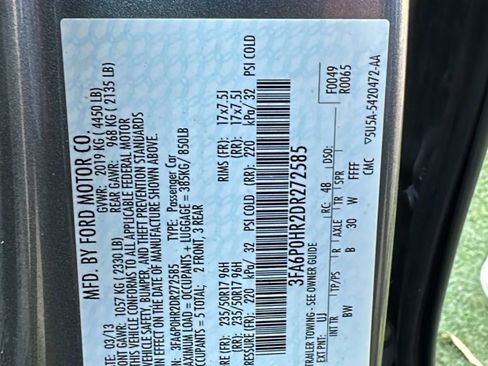 MFD. BY FORD MOTOR CO.
03/13
GVWR: 2019 KG ( 4450 LB)
FRONT GAWR: 1057 KG ( 2330 LB)
REAR GAWR: 968 KG ( 2135 LB)
THIS VEHICLE CONFORMS TO ALL APPLICABLE FEDERAL MOTOR
VEHICLE SAFETY, BUMPER, AND THEFT PREVENTION STANDARDS
IN EFFECT ON THE DATE OF MANUFACTURE SHOWN ABOVE.
VIN: 3FA6P0HR2DR272585
Passenger Car
MAXIMUM LOAD = OCCUPANTS + LUGGAGE = 385KG/ 850LB
OCCUPANTS = 5 TOTAL; 2 FRONT, 3 REAR
TIRE (FR): 235/50R17 96H RIMS (FR): 17x7.5J
(RR): 235/50R17 96H (RR): 17x7.5J
PRESSURE (FR): 220 kPa/ 32 PSI COLD
(RR): 220 kPa/ 32 PSI COLD
3FA6P0HR2DR272585
TRAILER TOWING - SEE OWNER GUIDE
F0049
R0065
EXT PNT: UJ RC: 48 DSO:
INT TR TP/PS R AXLE TR SPR
BW B 30 W FFFF
CMC
5U5A-5420472-AA